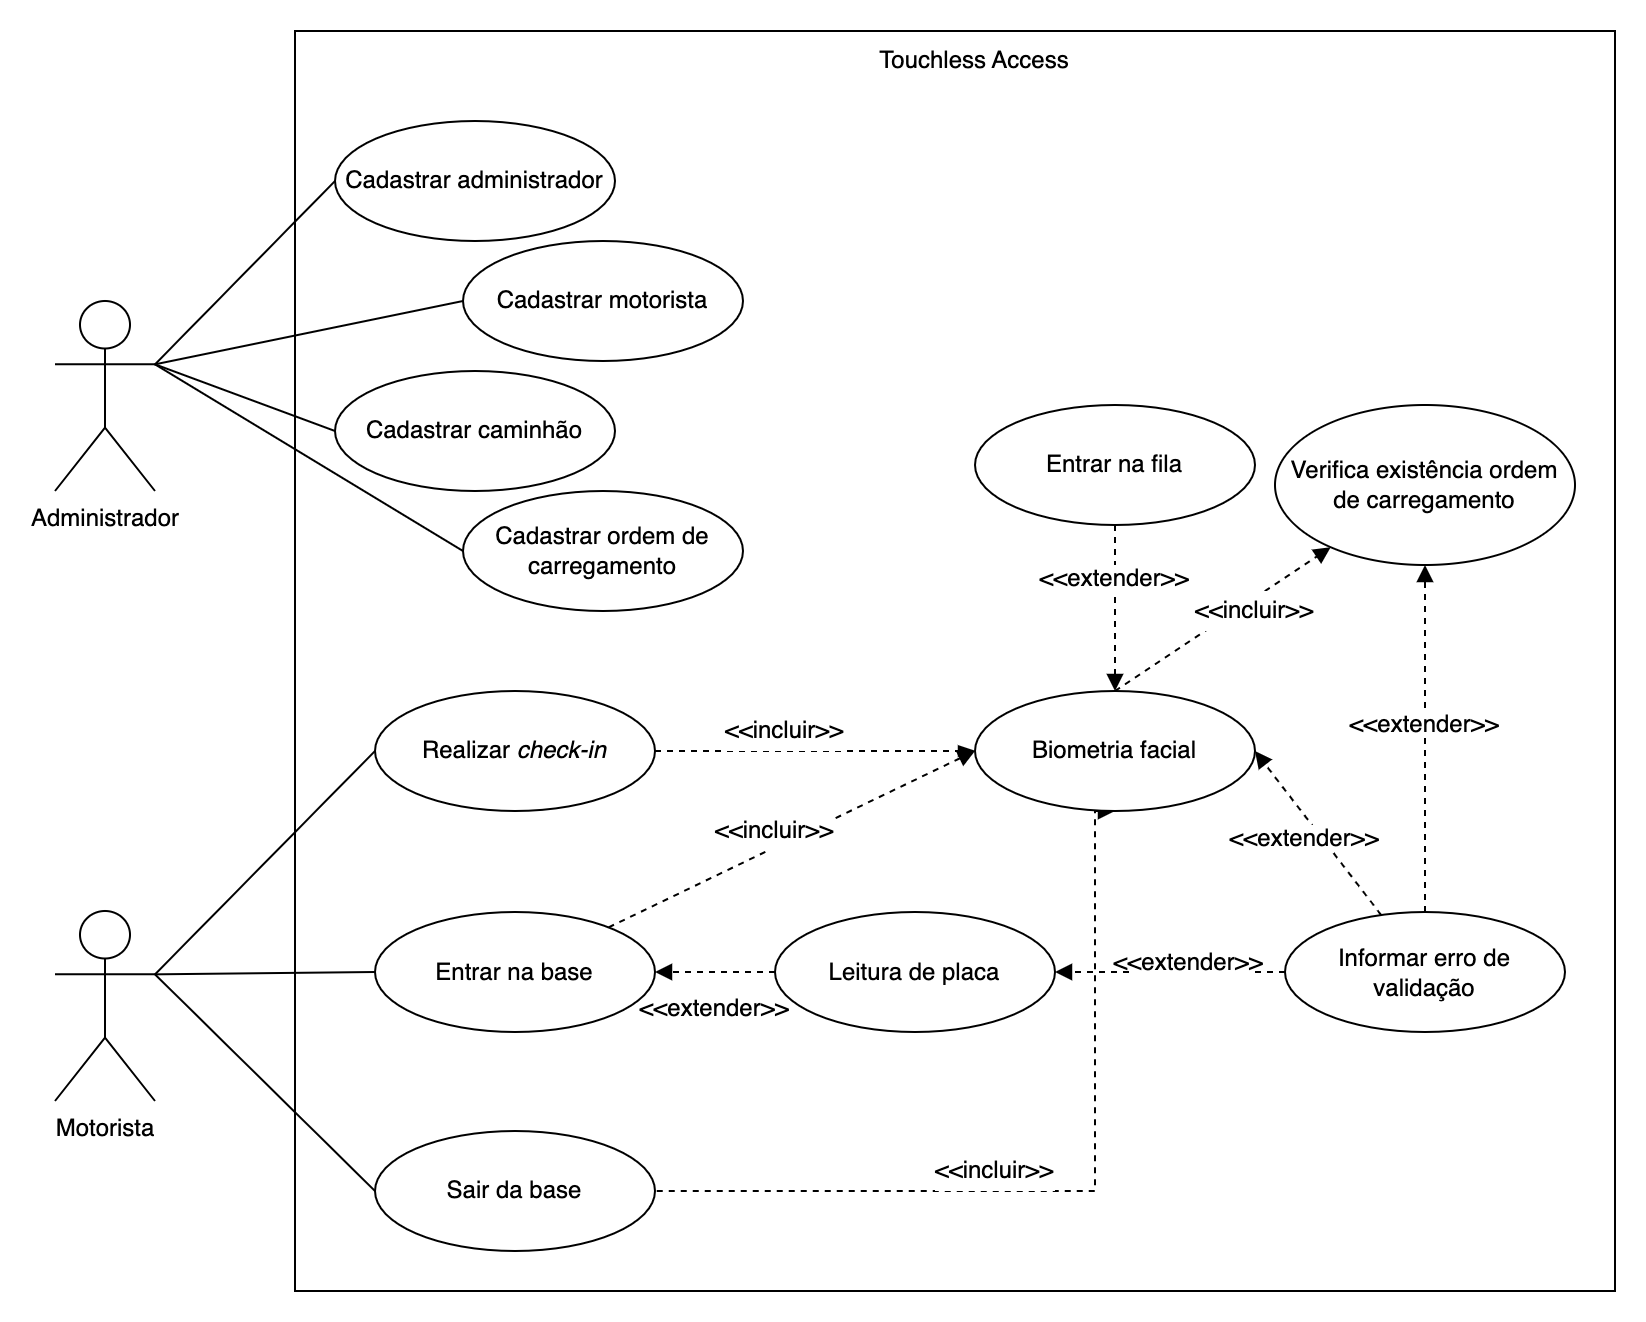 Touchless Access
Cadastrar administrador
Cadastrar motorista
Cadastrar caminhão
Cadastrar ordem de
carregamento
Administrador
Entrar na fila
Verifica existência ordem
de carregamento
<<extender>>
<<incluir>>
<<extender>>
Realizar check-in
<<incluir>>
Biometria facial
<<incluir>>
<<extender>>
Entrar na base
<<extender>>
Leitura de placa
<<extender>>
Informar erro de
validação
Motorista
Sair da base
<<incluir>>